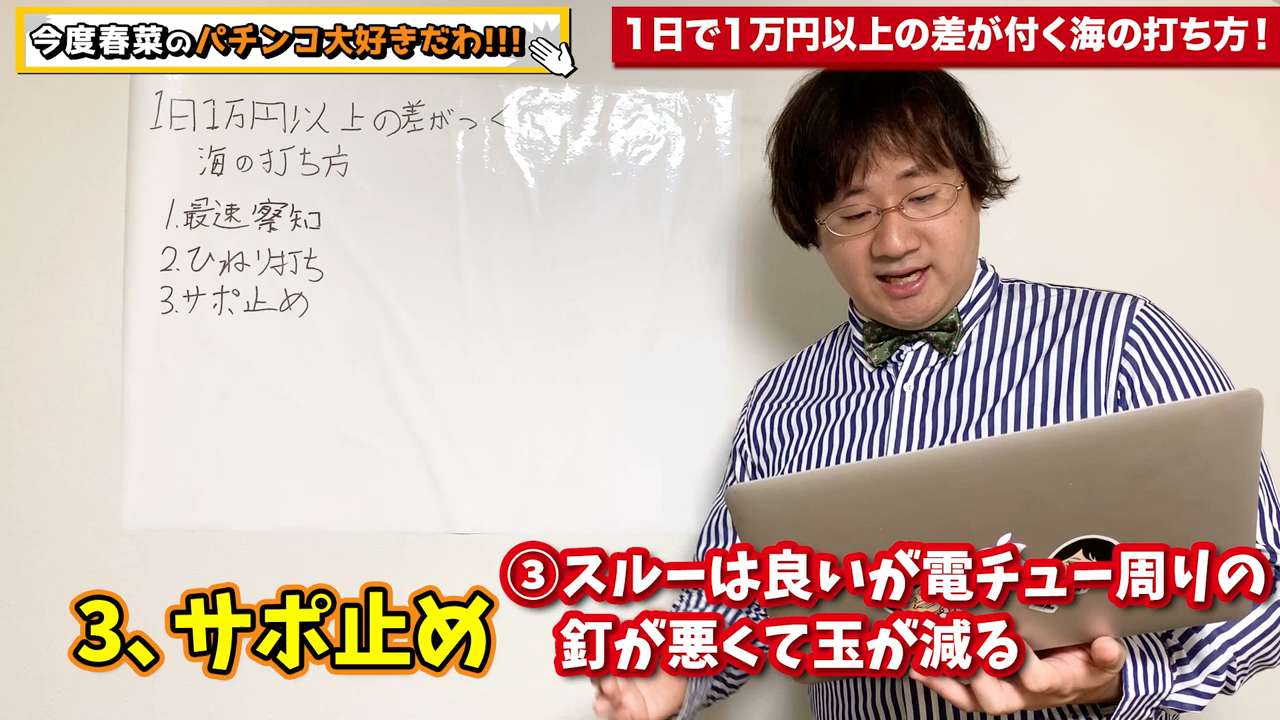 今度春菜のパチンコ大好きだわ!!!
1日で1万円以上の差が付く海の打ち方!
1日1万円以上の差がつく
海の打ち方
1.最速察知
2.ひねり打ち
3.サポ止め
3、サポ止め
③スルーは良いが電チュー周りの
釘が悪くて玉が減る